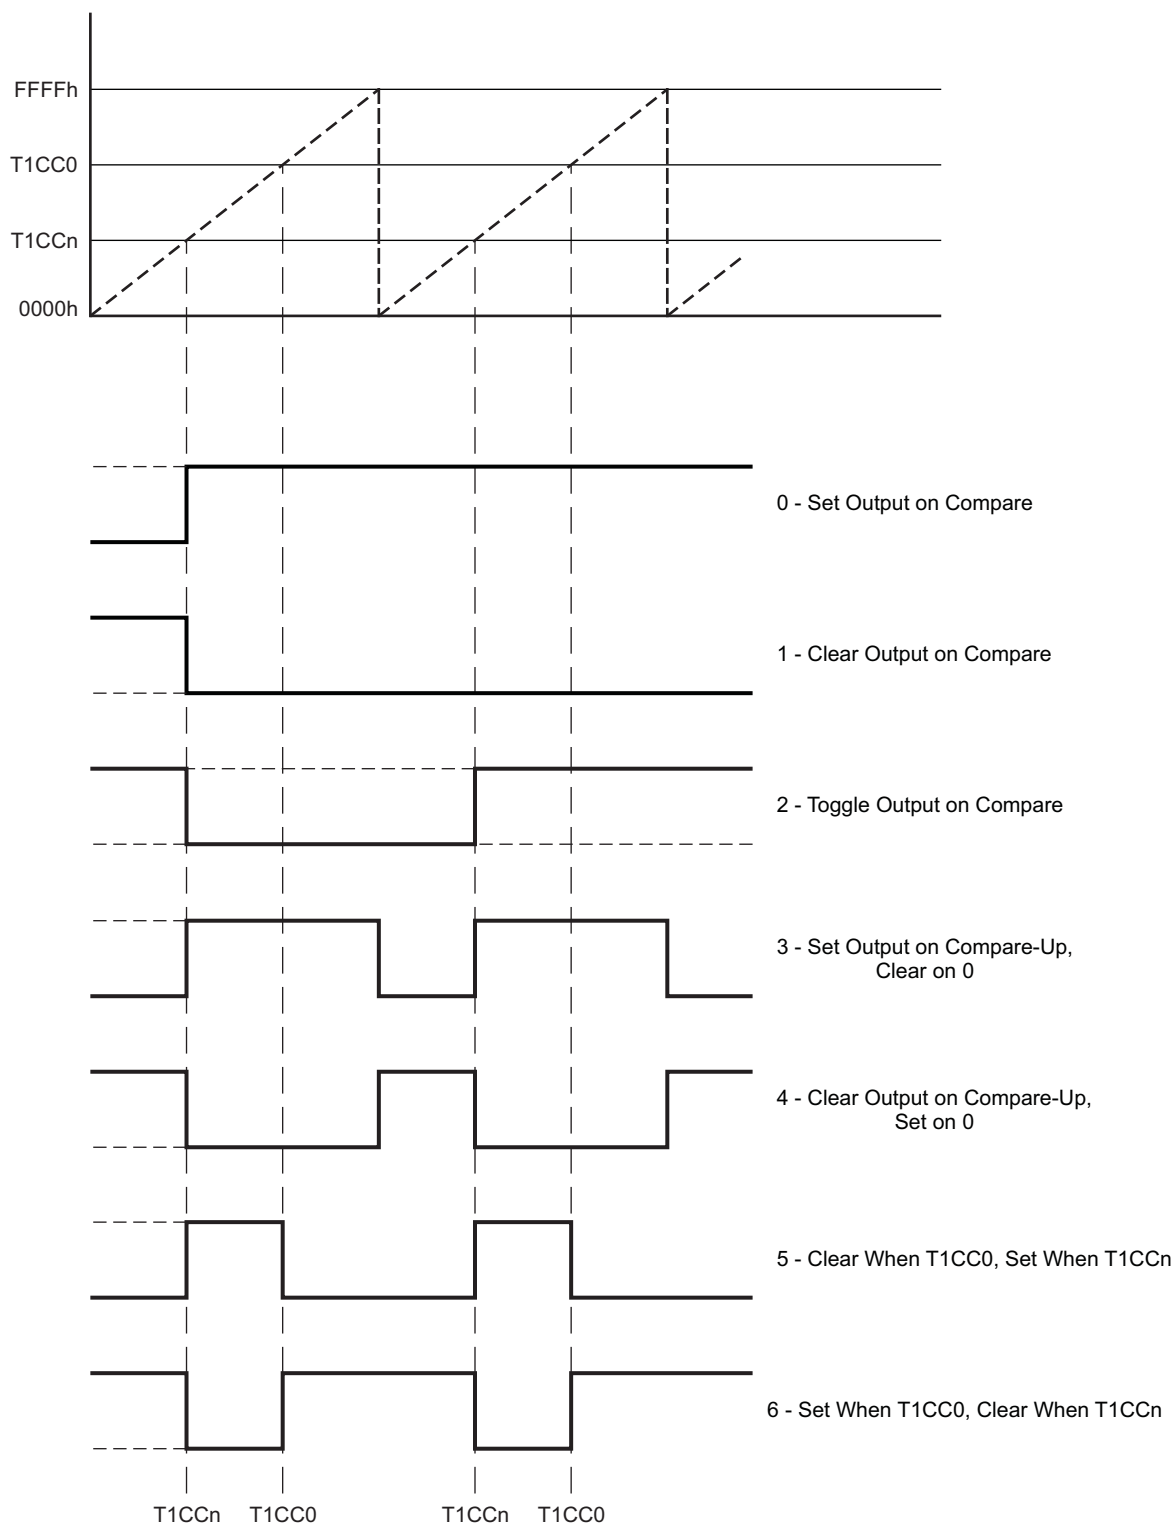 FFFFh
T1CC0
T1CCn
0000h
0 - Set Output on Compare
1 - Clear Output on Compare
2 - Toggle Output on Compare
3 - Set Output on Compare-Up,
Clear on 0
4 - Clear Output on Compare-Up,
Set on 0
5 - Clear When T1CC0, Set When T1CCn
6 - Set When T1CC0, Clear When T1CCn
T1CCn T1CC0 T1CCn T1CC0